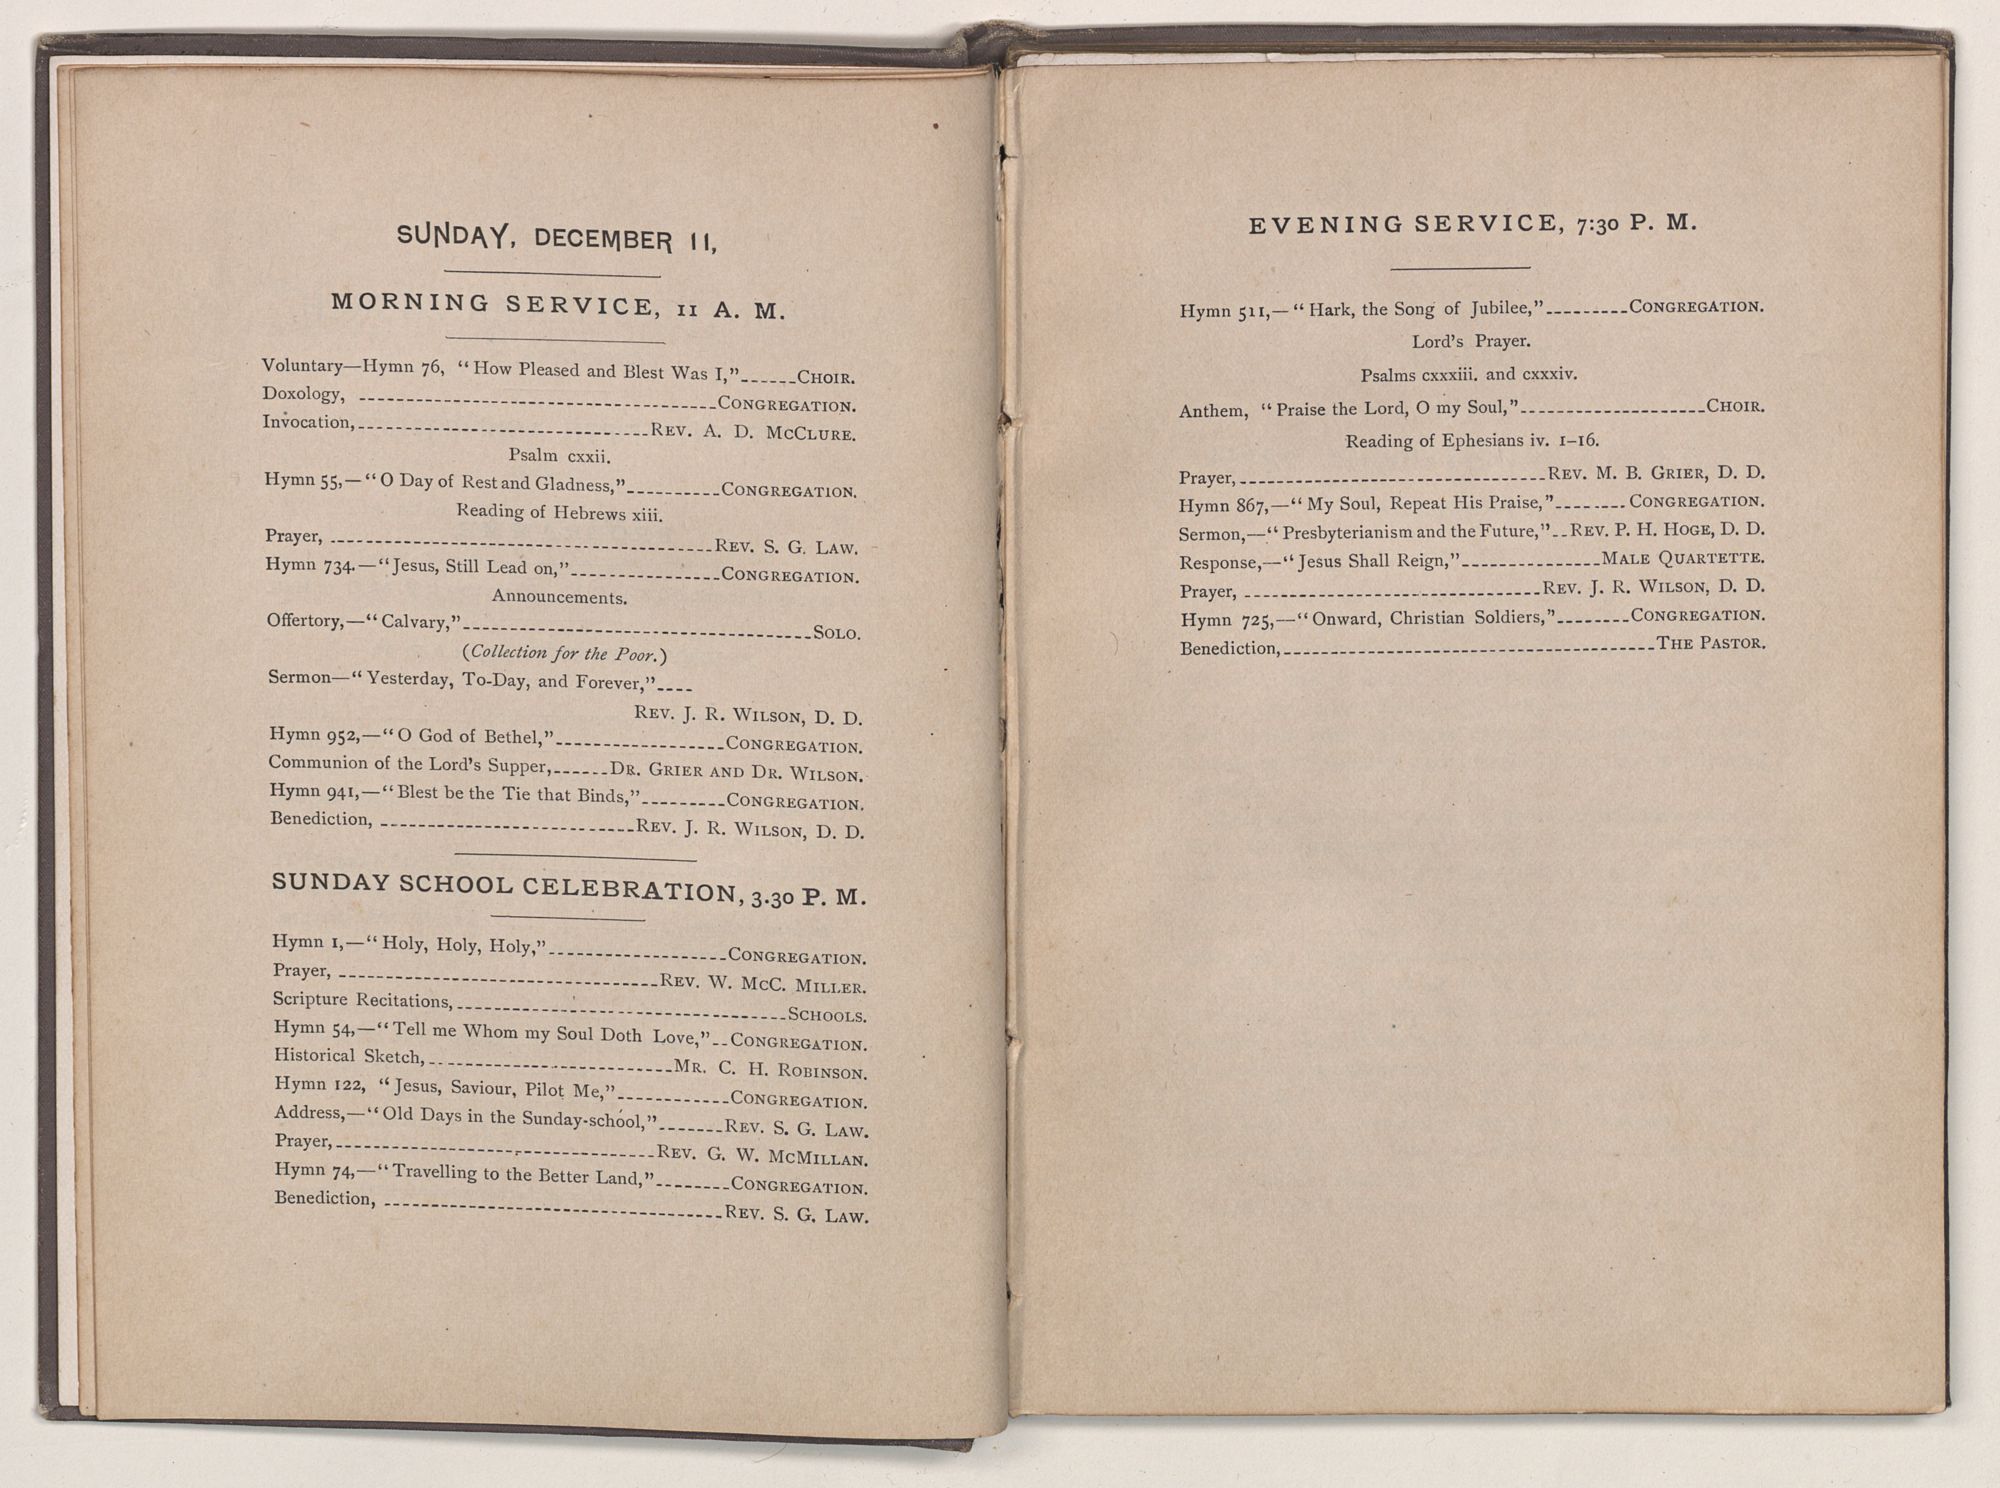 SUNDAY, DECEMBER 11,
MORNING SERVICE, 11 A. M.
Voluntary—Hymn 76, “How Pleased and Blest Was I,”------CHOIR.
Doxology, ------------------------------------CONGREGATION.
Invocation,------------------------------REV. A. D. MCCLURE.
Psalm cxxii.
Hymn 55,—“O Day of Rest and Gladness,”----------CONGREGATION.
Reading of Hebrews xiii.
Prayer, ---------------------------------------REV. S. G. LAW.
Hymn 734.—“Jesus, Still Lead on,”----------------CONGREGATION.
Announcements.
Offertory,—“Calvary,”------------------------------------SOLO.
(Collection for the Poor.)
Sermon—“Yesterday, To-Day, and Forever,”----
REV. J. R. WILSON, D. D.
Hymn 952,—“O God of Bethel,”------------------CONGREGATION.
Communion of the Lord’s Supper,------DR. GRIER AND DR. WILSON.
Hymn 941,—“Blest be the Tie that Binds,”---------CONGREGATION.
Benediction, --------------------------REV. J. R. WILSON, D. D.
SUNDAY SCHOOL CELEBRATION, 3.30 P. M.
Hymn 1,—“Holy, Holy, Holy,”------------------CONGREGATION.
Prayer, ---------------------------------REV. W. MCC. MILLER.
Scripture Recitations,----------------------------------SCHOOLS.
Hymn 54,—“Tell me Whom my Soul Doth Love,”--CONGREGATION.
Historical Sketch,-------------------------MR. C. H. ROBINSON.
Hymn 122, “Jesus, Saviour, Pilot Me,”------------CONGREGATION.
Address,—“Old Days in the Sunday-school,”-------REV. S. G. LAW.
Prayer,---------------------------------REV. G. W. MCMILLAN.
Hymn 74,—“Travelling to the Better Land,”--------CONGREGATION.
Benediction, -----------------------------------REV. S. G. LAW.
EVENING SERVICE, 7:30 P. M.
Hymn 511,—“Hark, the Song of Jubilee,”---------CONGREGATION.
Lord’s Prayer.
Psalms cxxxiii. and cxxxiv.
Anthem, “Praise the Lord, O my Soul,”--------------------CHOIR.
Reading of Ephesians iv. 1–16.
Prayer,--------------------------------REV. M. B. GRIER, D. D.
Hymn 867,—“My Soul, Repeat His Praise,”--------CONGREGATION.
Sermon,—“Presbyterianism and the Future,”--REV. P. H. HOGE, D. D.
Response,—“Jesus Shall Reign,”---------------MALE QUARTETTE.
Prayer, -------------------------------REV. J. R. WILSON, D. D.
Hymn 725,—“Onward, Christian Soldiers,”--------CONGREGATION.
Benediction,---------------------------------------THE PASTOR.